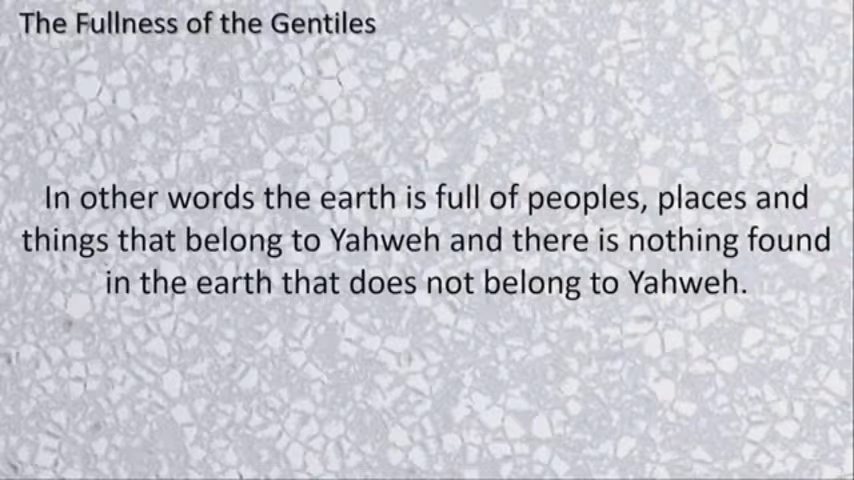 The Fullness of the Gentiles
In other words the earth is full of peoples, places and
things that belong to Yahweh and there is nothing found
in the earth that does not belong to Yahweh.